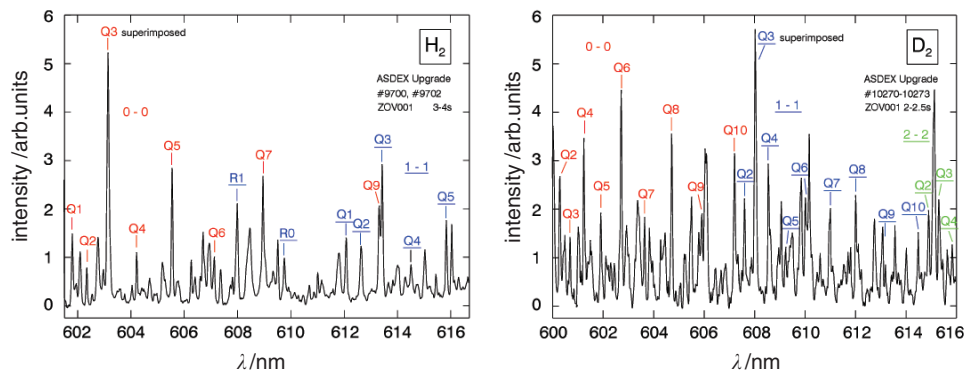 6
5
4
3
2
1
0
intensity /arb.units
Q3 superimposed
H2
ASDEX Upgrade
#9700, #9702
ZOV001 3-4s
0 - 0
Q5
Q7
Q3
1 - 1
R1
Q9
Q1
Q5
Q2
Q4
Q6
R0
Q1
Q2
Q4
602
604
606
608
610
612
614
616
λ/nm
6
5
4
3
2
1
0
intensity /arb.units
Q3 superimposed
D2
0 - 0
Q6
ASDEX Upgrade
#10270-10273
ZOV001 2-2.5s
1 - 1
Q4
Q8
Q10
Q4
2 - 2
Q2
Q2
Q6
Q8
Q2
Q3
Q5
Q7
Q9
Q7
Q3
Q5
Q9
Q10
Q4
600
602
604
606
608
610
612
614
616
λ/nm